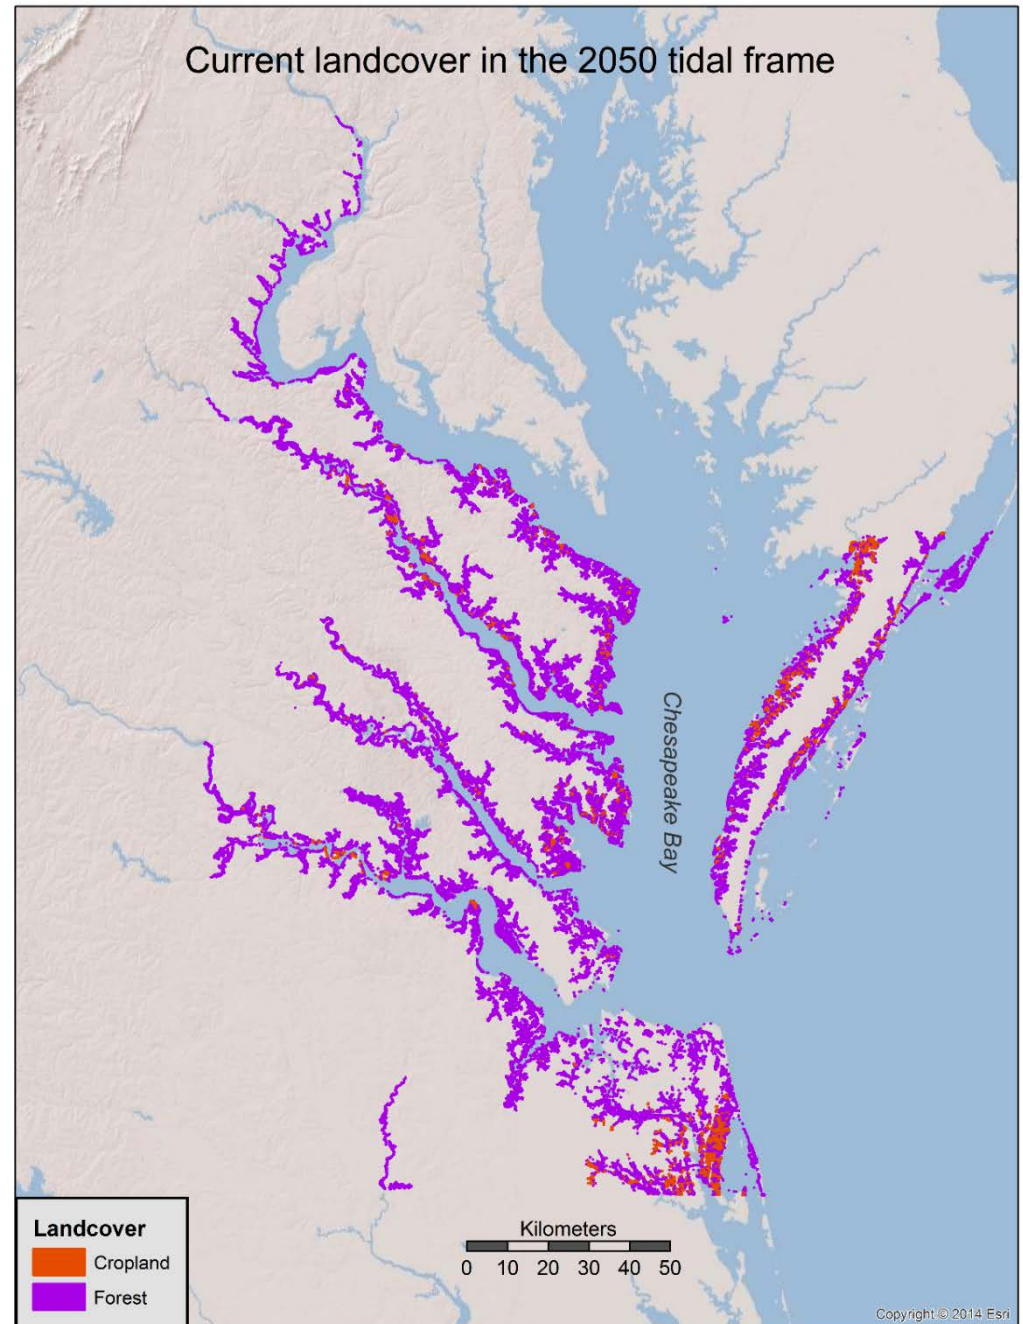 Current landcover in the 2050 tidal frame
Chesapeake Bay
Landcover
Cropland
Forest
Kilometers
0 10 20 30 40 50
Copyright © 2014 Esri